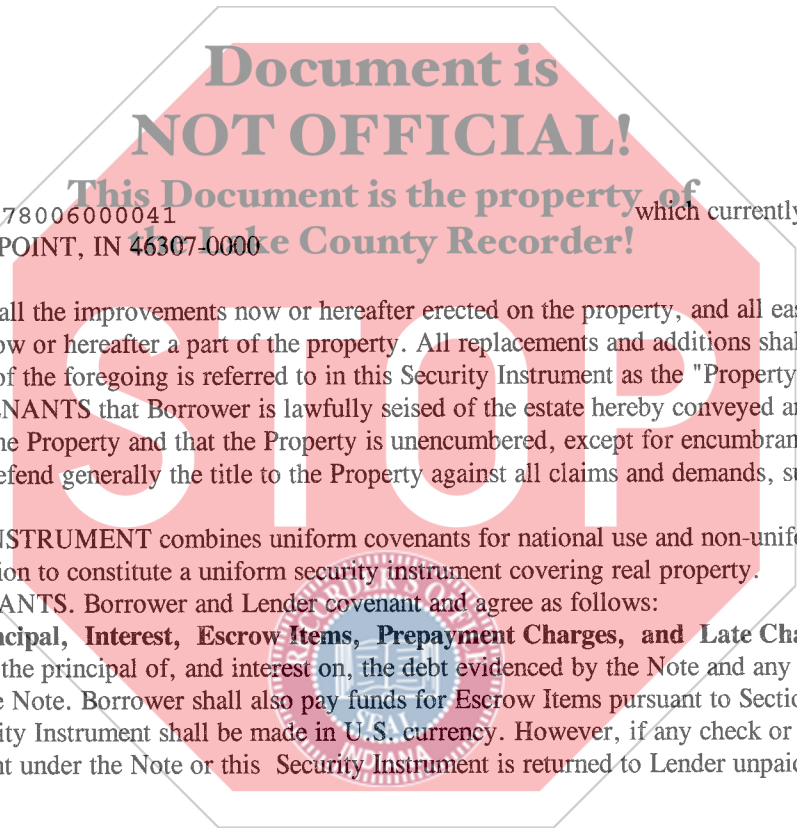 Document is
NOT OFFICIAL!
This Document is the property of
the Lake County Recorder!
78006000041 which currently
POINT, IN 46307-0000
all the improvements now or hereafter erected on the property, and all eas
ow or hereafter a part of the property. All replacements and additions shal
of the foregoing is referred to in this Security Instrument as the "Property
NANTS that Borrower is lawfully seised of the estate hereby conveyed a
he Property and that the Property is unencumbered, except for encumbran
efend generally the title to the Property against all claims and demands, su
STOP
NSTRUMENT combines uniform covenants for national use and non-unifo
ion to constitute a uniform security instrument covering real property.
ANTS. Borrower and Lender covenant and agree as follows:
ncipal, Interest, Escrow Items, Prepayment Charges, and Late Cha
the principal of, and interest on, the debt evidenced by the Note and any
e Note. Borrower shall also pay funds for Escrow Items pursuant to Sectio
ity Instrument shall be made in U.S. currency. However, if any check or
nt under the Note or this Security Instrument is returned to Lender unpaid
RECORDER'S OFFICE
SEAL
INDIANA